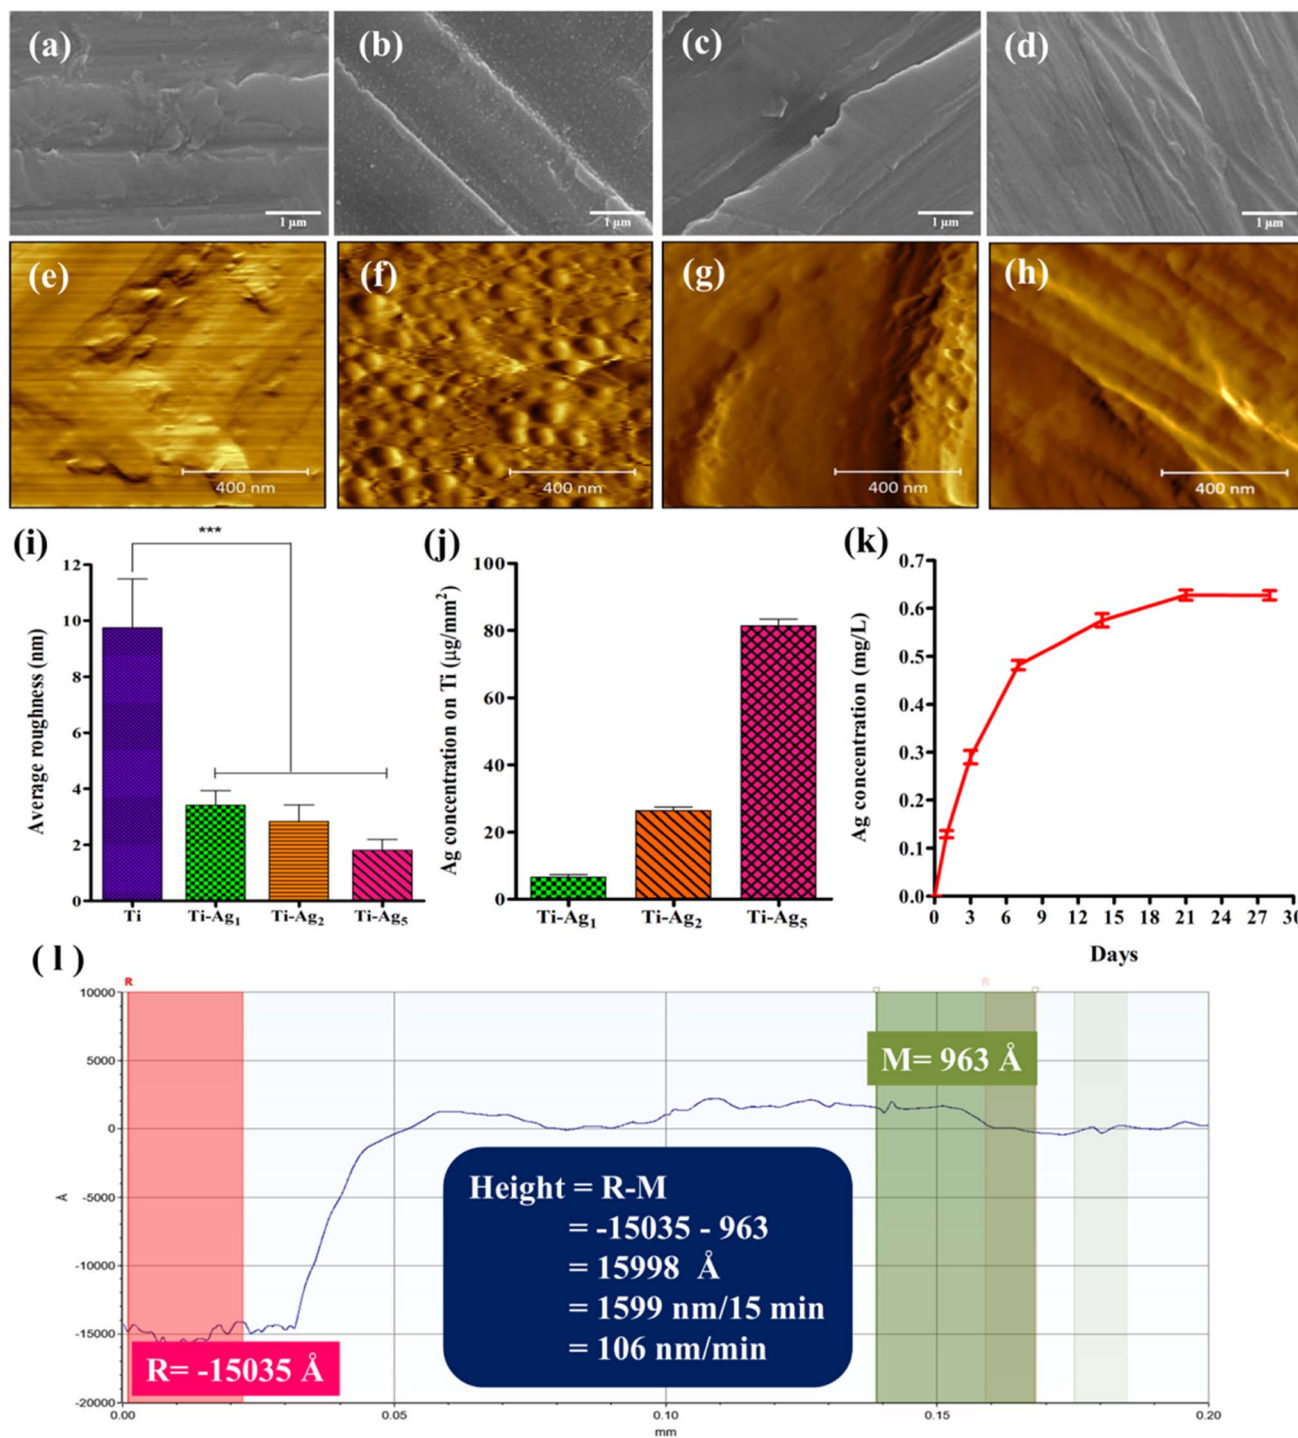 (a)
(b)
(c)
(d)
1 µm
1 µm
1 µm
1 µm
(e)
(f)
(g)
(h)
400 nm
400 nm
400 nm
400 nm
(i)
***
12
10
8
6
4
2
0
Average roughness (nm)
Ti
Ti-Ag1
Ti-Ag2
Ti-Ag5
(j)
100
80
60
40
20
0
Ag concentration on Ti (µg/mm2)
Ti-Ag1
Ti-Ag2
Ti-Ag5
(k)
0.7
0.6
0.5
0.4
0.3
0.2
0.1
0.0
Ag concentration (mg/L)
0 3 6 9 12 15 18 21 24 27 30
Days
( l )
R
R
10000
5000
0
-5000
-10000
-15000
-20000
Å
M= 963 Å
Height = R-M
= -15035 - 963
= 15998 Å
= 1599 nm/15 min
= 106 nm/min
R= -15035 Å
0.00 0.05 0.10 0.15 0.20
mm